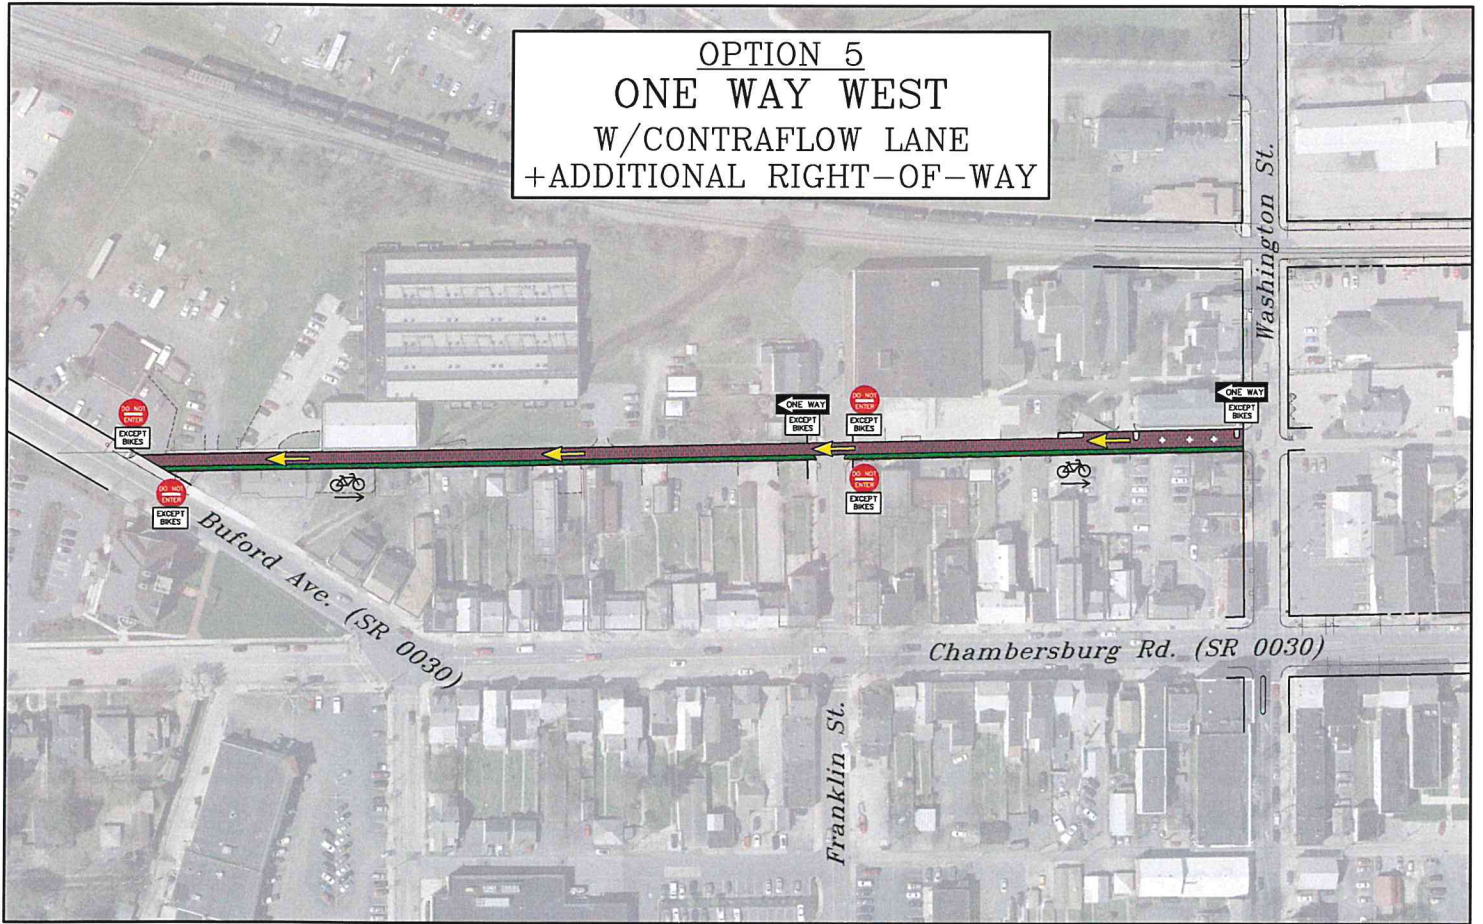 OPTION 5
ONE WAY WEST
W/CONTRAFLOW LANE
+ADDITIONAL RIGHT-OF-WAY
Washington St.
DO NOT
ENTER
EXCEPT
BIKES
ONE WAY
EXCEPT
BIKES
DO NOT
ENTER
EXCEPT
BIKES
ONE WAY
EXCEPT
BIKES
DO NOT
ENTER
EXCEPT
BIKES
DO NOT
ENTER
EXCEPT
BIKES
Buford Ave. (SR 0030)
Chambersburg Rd. (SR 0030)
Franklin St.